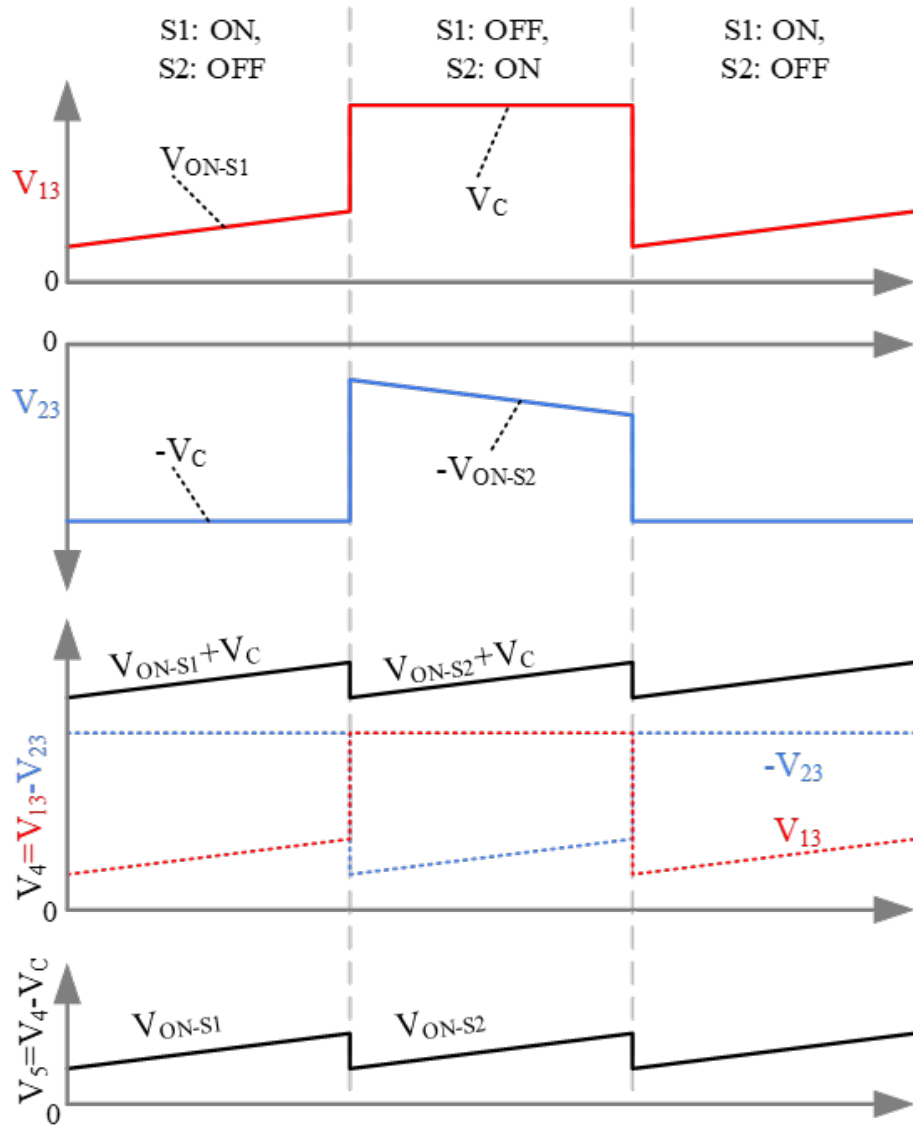 S1: ON,
S2: OFF
S1: OFF,
S2: ON
S1: ON,
S2: OFF
V13
VON-S1
VC
0
0
V23
-VC
-VON-S2
VON-S1+VC
VON-S2+VC
V4=V13-V23
-V23
V13
0
V5=V4-VC
VON-S1
VON-S2
0